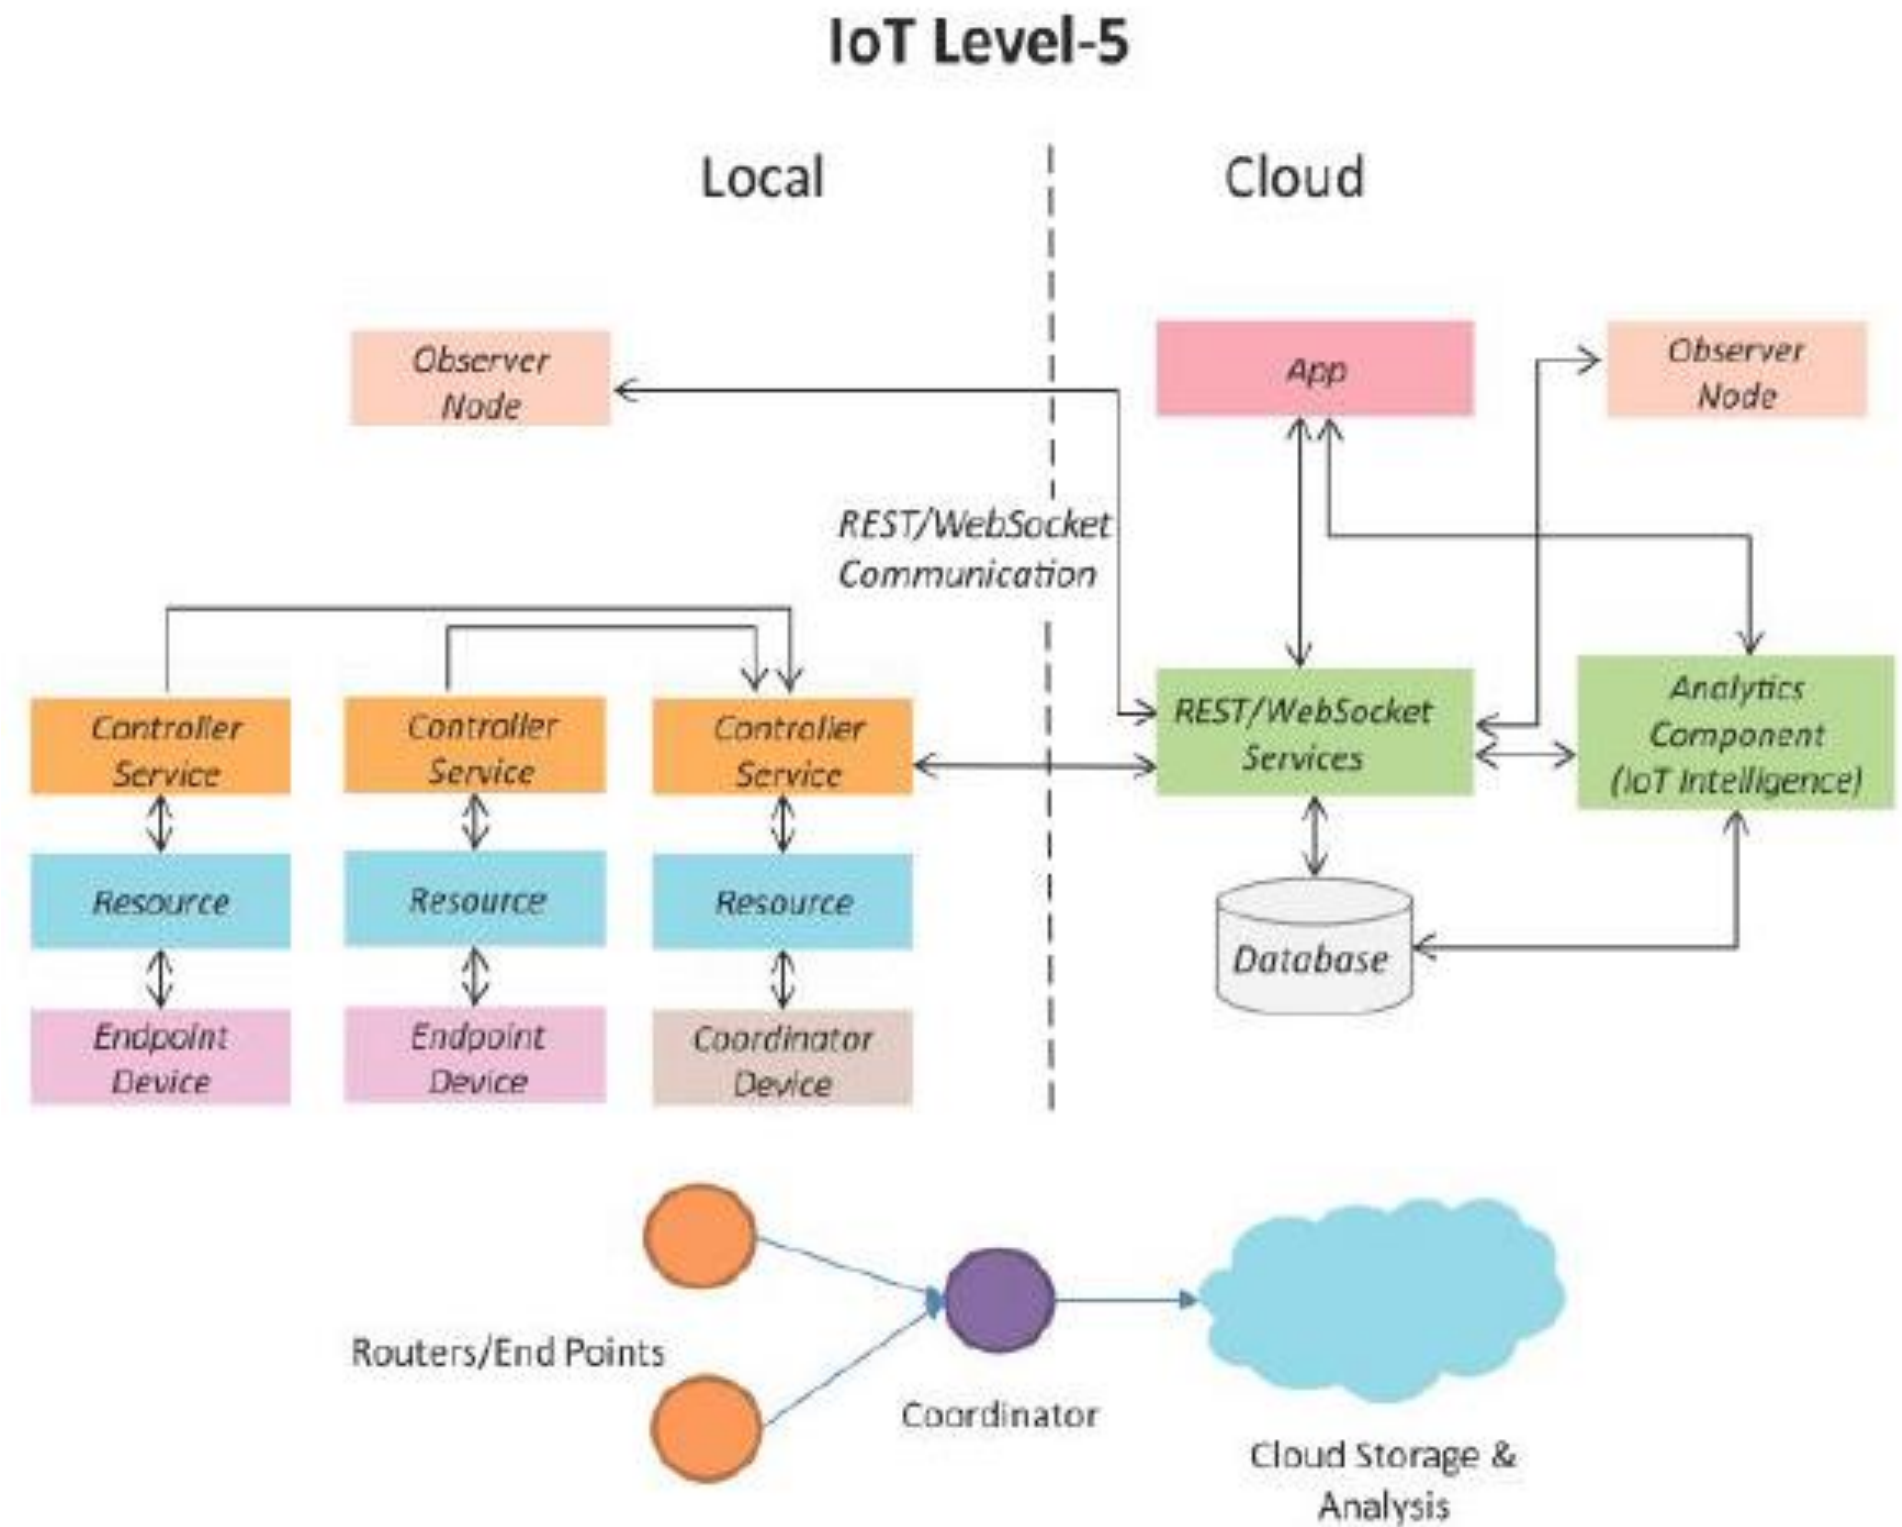 IoT Level-5
Local
Cloud
Observer
Node
App
Observer
Node
REST/WebSocket
Communication
Controller
Service
Controller
Service
Controller
Service
REST/WebSocket
Services
Analytics
Component
(IoT Intelligence)
Resource
Resource
Resource
Database
Endpoint
Device
Endpoint
Device
Coordinator
Device
Routers/End Points
Coordinator
Cloud Storage &
Analysis